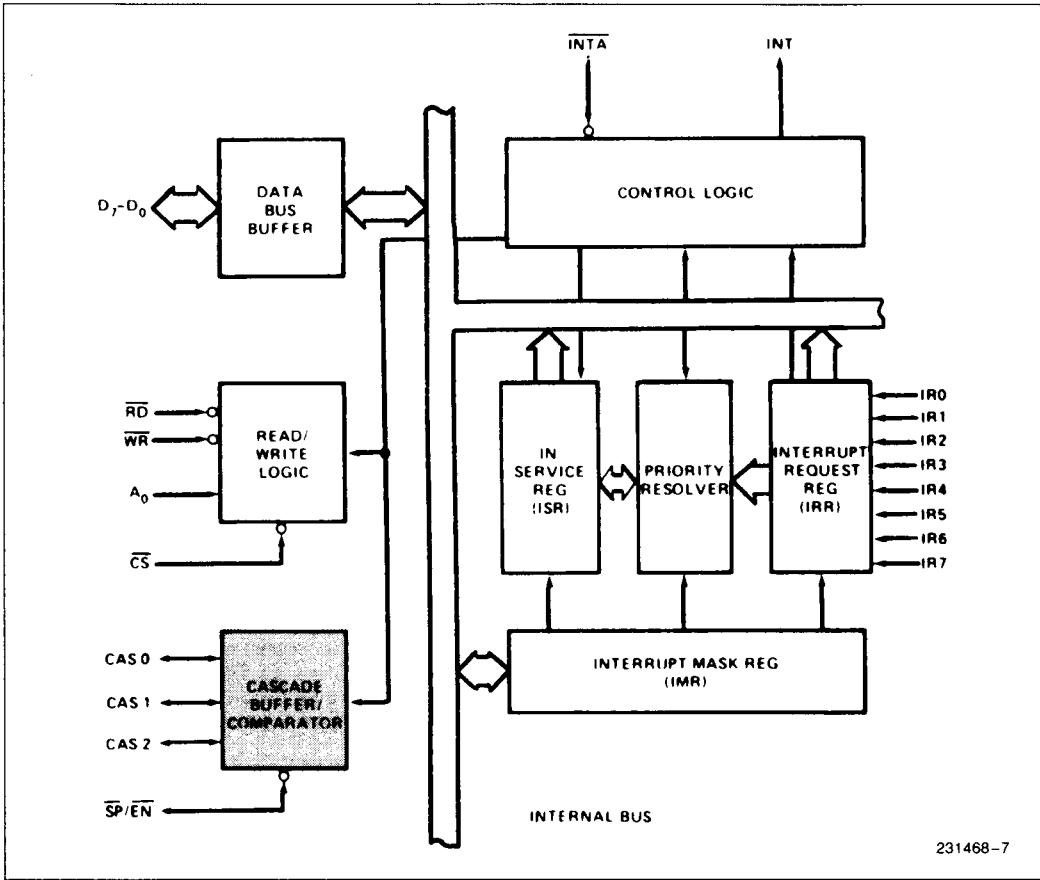 INTA
INT
DATA
BUS
BUFFER
D7-D0
CONTROL LOGIC
RD
WR
A0
CS
READ/
WRITE
LOGIC
IN
SERVICE
REG
(ISR)
PRIORITY
RESOLVER
INTERRUPT
REQUEST
REG
(IRR)
IR0
IR1
IR2
IR3
IR4
IR5
IR6
IR7
CAS 0
CAS 1
CAS 2
SP/EN
CASCADE
BUFFER/
COMPARATOR
INTERRUPT MASK REG
(IMR)
INTERNAL BUS
231468-7